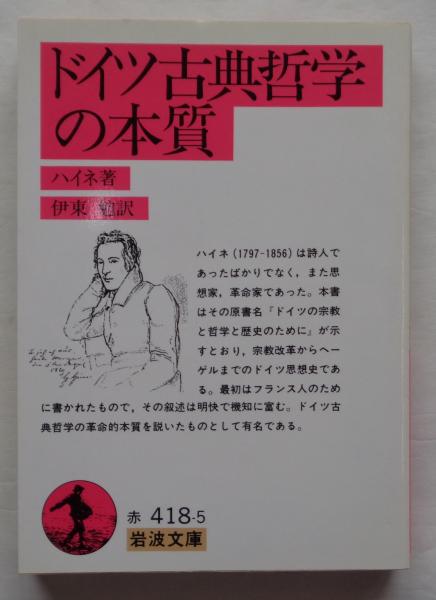 ドイツ古典哲学
の本質
ハイネ著
伊東 勉訳
ハイネ(1797-1856)は詩人で
あったばかりでなく，また思
想家，革命家であった。本書
はその原書名『ドイツの宗教
と哲学と歴史のために』が示
すとおり，宗教改革からヘー
ゲルまでのドイツ思想史であ
る。最初はフランス人のため
に書かれたもので，その叙述は明快で機知に富む。ドイツ古
典哲学の革命的本質を説いたものとして有名である。
赤 418-5
岩波文庫